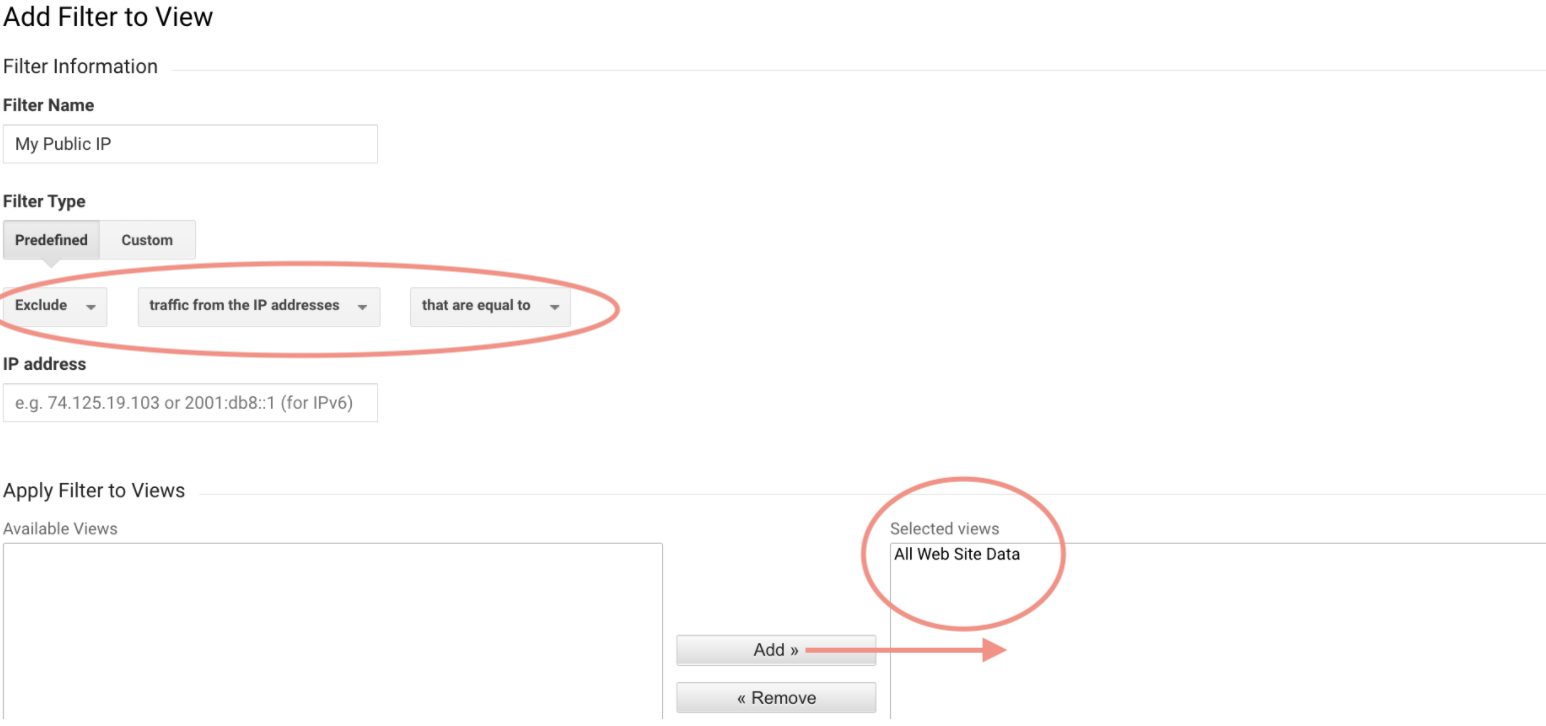 Add Filter to View
Filter Information
Filter Name
My Public IP
Filter Type
Predefined Custom
Exclude traffic from the IP addresses that are equal to
IP address
e.g. 74.125.19.103 or 2001:db8::1 (for IPv6)
Apply Filter to Views
Available Views Selected views
All Web Site Data
Add »
« Remove